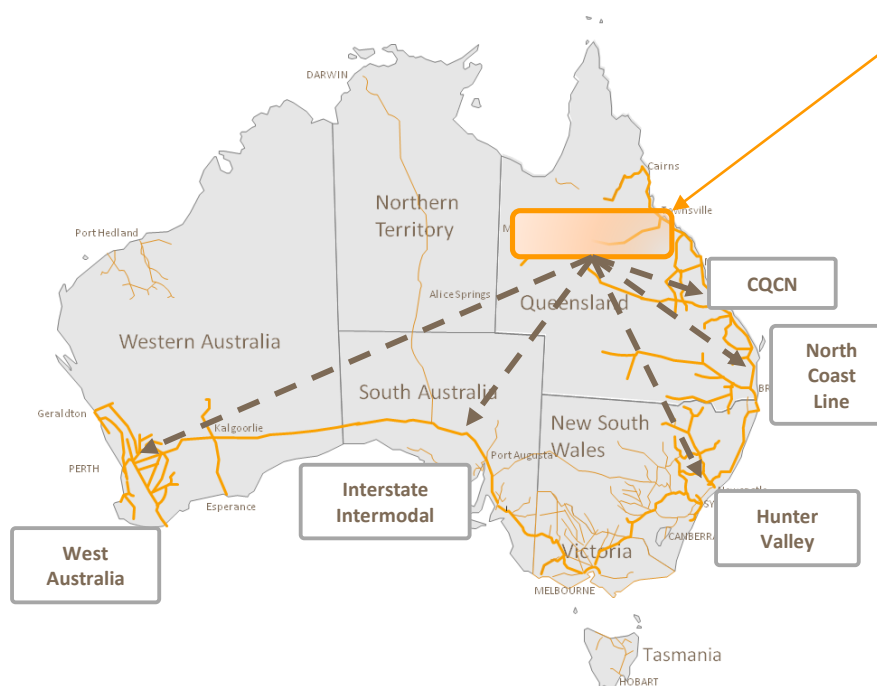 DARWIN
Cairns
Townsville
Northern
Territory
Port Hedland
Alice Springs
Queensland
CQCN
Western Australia
North
Coast
Line
South Australia
Geraldton
Kalgoorlie
New South
Wales
Port Augusta
PERTH
Interstate
Intermodal
Esperance
Newcastle
Hunter
Valley
CANBERRA
West
Australia
Victoria
MELBOURNE
Tasmania
HOBART